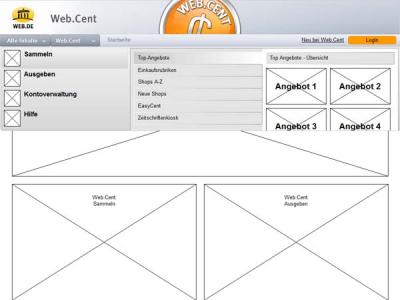 WEB.DE
Web.Cent
WEB.CENT
Alle Inhalte
Web.Cent
Startseite
Neu bei Web.Cent
Login
Sammeln
Ausgeben
Kontoverwaltung
Hilfe
Top-Angebote
Einkaufsrubriken
Shops A-Z
Neue Shops
EasyCent
Zeitschriftenkiosk
Top Angebote - Übersicht
Angebot 1
Angebot 2
Angebot 3
Angebot 4
Web.Cent
Sammeln
Web.Cent
Ausgeben